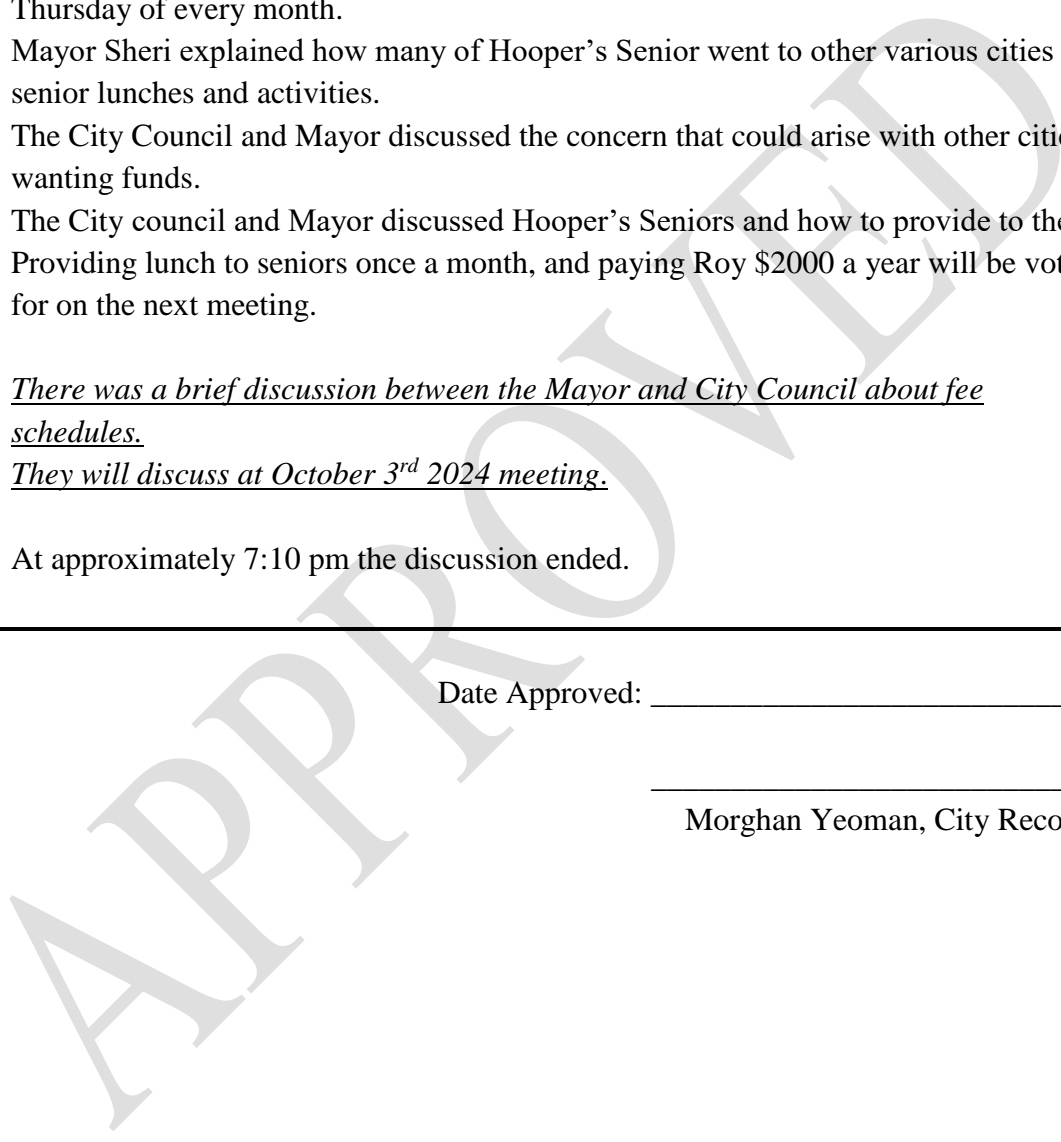 Thursday of every month.
Mayor Sheri explained how many of Hooper’s Senior went to other various cities
senior lunches and activities.
The City Council and Mayor discussed the concern that could arise with other
wanting funds.
The City council and Mayor discussed Hooper’s Seniors and how to provide to
Providing lunch to seniors once a month, and paying Roy $2000 a year will be
for on the next meeting.
There was a brief discussion between the Mayor and City Council about fee
schedules.
They will discuss at October 3rd 2024 meeting.
At approximately 7:10 pm the discussion ended.
Date Approved: __________________________
__________________________
Morghan Yeoman, City
APPROVED